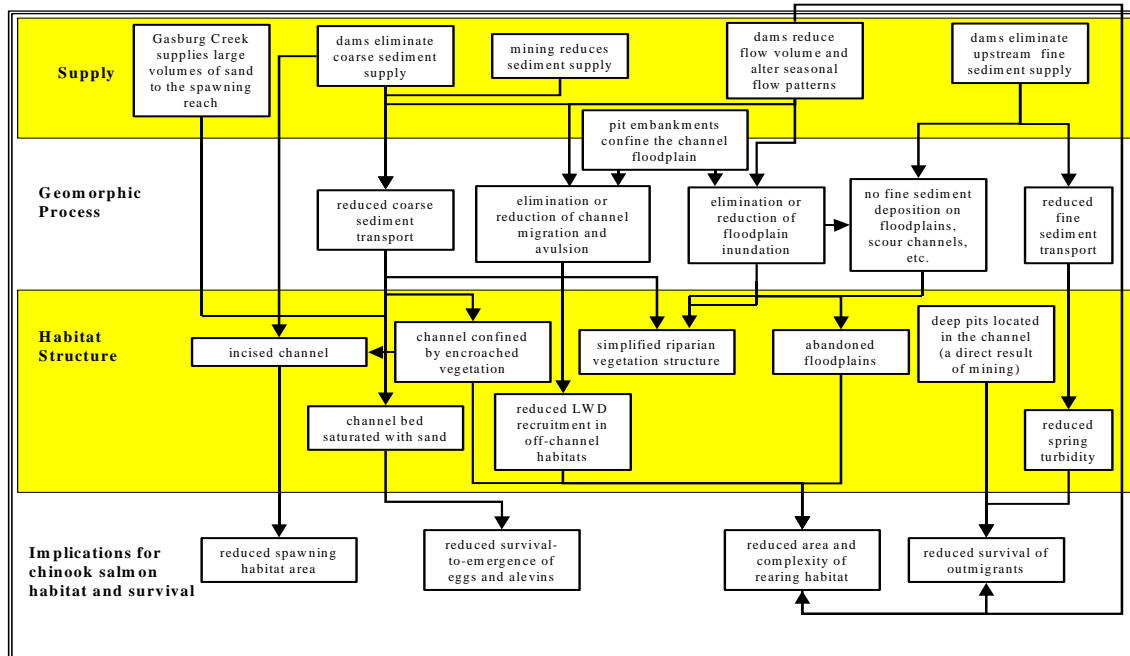 Supply
Gasburg Creek
supplies large
volumes of sand
to the spawning
reach
dams eliminate
coarse sediment
supply
mining reduces
sediment supply
dams reduce
flow volume and
alter seasonal
flow patterns
dams eliminate
upstream fine
sediment supply
pit embankments
confine the channel
floodplain
Geomorphic
Process
reduced coarse
sediment
transport
elimination or
reduction of channel
migration and
avulsion
elimination or
reduction of
floodplain
inundation
no fine sediment
deposition on
floodplains,
scour channels,
etc.
reduced
fine
sediment
transport
Habitat
Structure
incised channel
channel confined
by encroached
vegetation
simplified riparian
vegetation structure
abandoned
floodplains
deep pits located
in the channel
(a direct result
of mining)
channel bed
saturated with sand
reduced LWD
recruitment in
off-channel
habitats
reduced
spring
turbidity
Implications for
chinook salmon
habitat and survival
reduced spawning
habitat area
reduced survival-
to-emergence of
eggs and alevins
reduced area and
complexity of
rearing habitat
reduced survival of
outmigrants